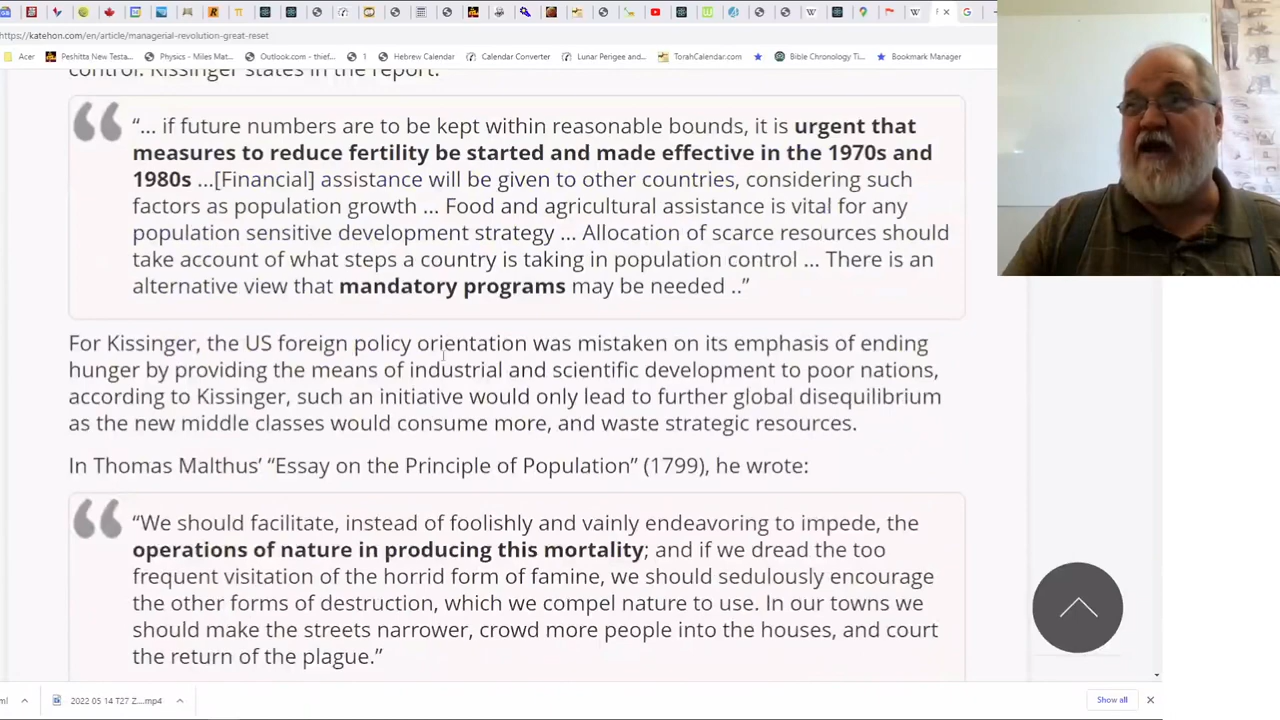 https://katehon.com/en/article/managerial-revolution-great-reset
Acer
Peshitta New Testa...
Physics - Miles Mat...
Outlook.com - thief...
1
Hebrew Calendar
Calendar Converter
Lunar Perigee and...
TorahCalendar.com
Bible Chronology Ti...
Bookmark Manager
control. Kissinger states in the report:
“... if future numbers are to be kept within reasonable bounds, it is urgent that
measures to reduce fertility be started and made effective in the 1970s and
1980s ...[Financial] assistance will be given to other countries, considering such
factors as population growth ... Food and agricultural assistance is vital for any
population sensitive development strategy ... Allocation of scarce resources should
take account of what steps a country is taking in population control ... There is an
alternative view that mandatory programs may be needed ..”
For Kissinger, the US foreign policy orientation was mistaken on its emphasis of ending
hunger by providing the means of industrial and scientific development to poor nations,
according to Kissinger, such an initiative would only lead to further global disequilibrium
as the new middle classes would consume more, and waste strategic resources.
In Thomas Malthus’ “Essay on the Principle of Population” (1799), he wrote:
“We should facilitate, instead of foolishly and vainly endeavoring to impede, the
operations of nature in producing this mortality; and if we dread the too
frequent visitation of the horrid form of famine, we should sedulously encourage
the other forms of destruction, which we compel nature to use. In our towns we
should make the streets narrower, crowd more people into the houses, and court
the return of the plague.”
ml
2022 05 14 T27 Z....mp4
Show all